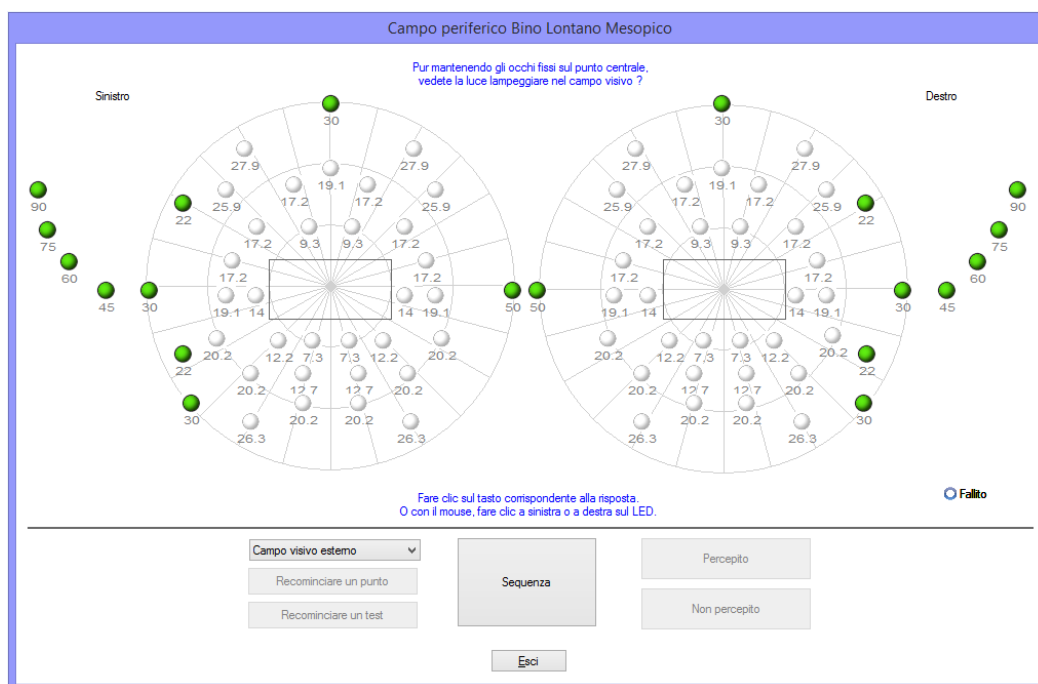 Campo periferico Bino Lontano Mesopico
Pur mantenendo gli occhi fissi sul punto centrale,
vedete la luce lampeggiare nel campo visivo ?
Sinistro
Destro
30 30
27.9 27.9 27.9 27.9
19.1 19.1
90 25.9 17.2 17.2 25.9 25.9 17.2 17.2 25.9 90
22 22
75 17.2 9.3 9.3 17.2 17.2 9.3 9.3 17.2 75
60 17.2 17.2 17.2 17.2 60
45 30 19.1 14 14 19.1 50 50 19.1 14 14 19.1 30 45
20.2 20.2 20.2 20.2
22 12.2 7.3 7.3 12.2 12.2 7.3 7.3 12.2 22
20.2 12.7 12.7 20.2 20.2 12.7 12.7 20.2
30 20.2 20.2 20.2 20.2 30
26.3 26.3 26.3 26.3
Fare clic sul tasto corrispondente alla risposta.
O con il mouse, fare clic a sinistra o a destra sul LED.
Fallito
Campo visivo esterno
Sequenza
Percepito
Recominciare un punto
Recominciare un test
Non percepito
Esci